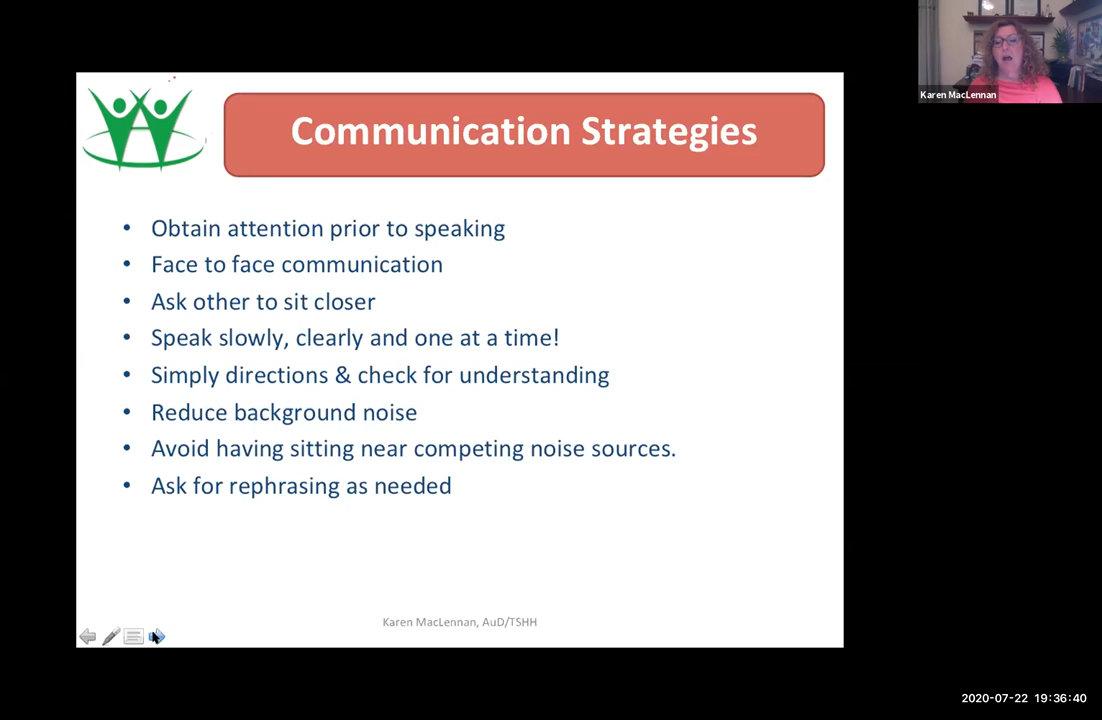 Karen MacLennan
Communication Strategies
• Obtain attention prior to speaking
• Face to face communication
• Ask other to sit closer
• Speak slowly, clearly and one at a time!
• Simply directions & check for understanding
• Reduce background noise
• Avoid having sitting near competing noise sources.
• Ask for rephrasing as needed
Karen MacLennan, AuD/TSHH
2020-07-22 19:36:40